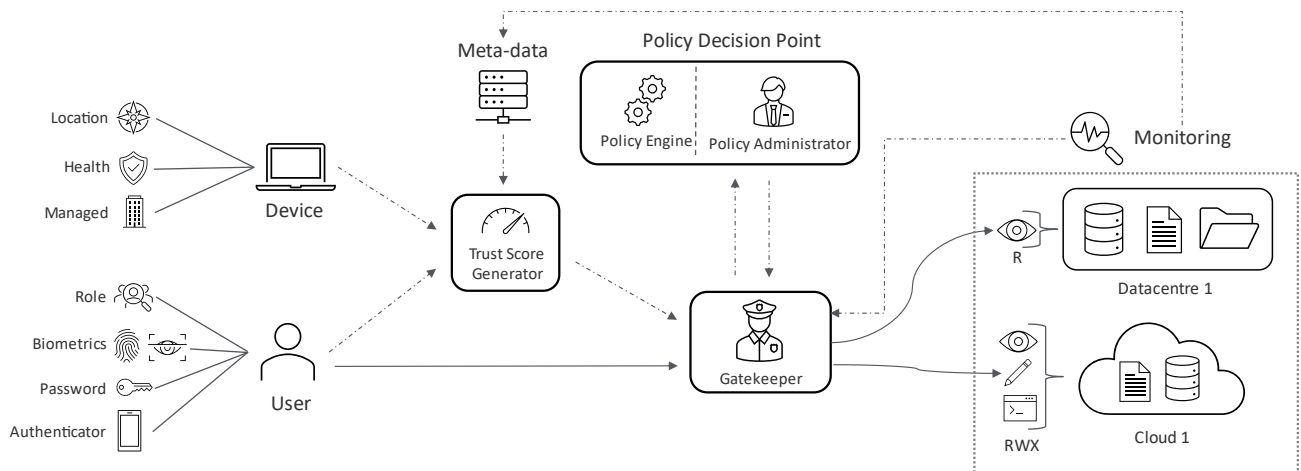 Meta-data
Policy Decision Point
Policy Engine
Policy Administrator
Monitoring
Location
Health
Managed
Device
Trust Score
Generator
Role
Biometrics
Password
Authenticator
User
Gatekeeper
R
Datacentre 1
RWX
Cloud 1